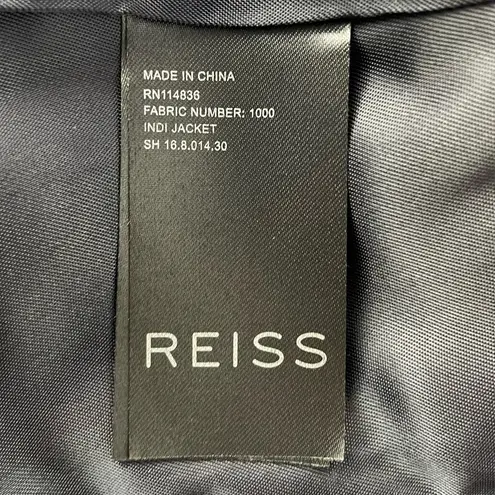 MADE IN CHINA
RN114836
FABRIC NUMBER: 1000
INDI JACKET
SH 16.8.014.30
REISS